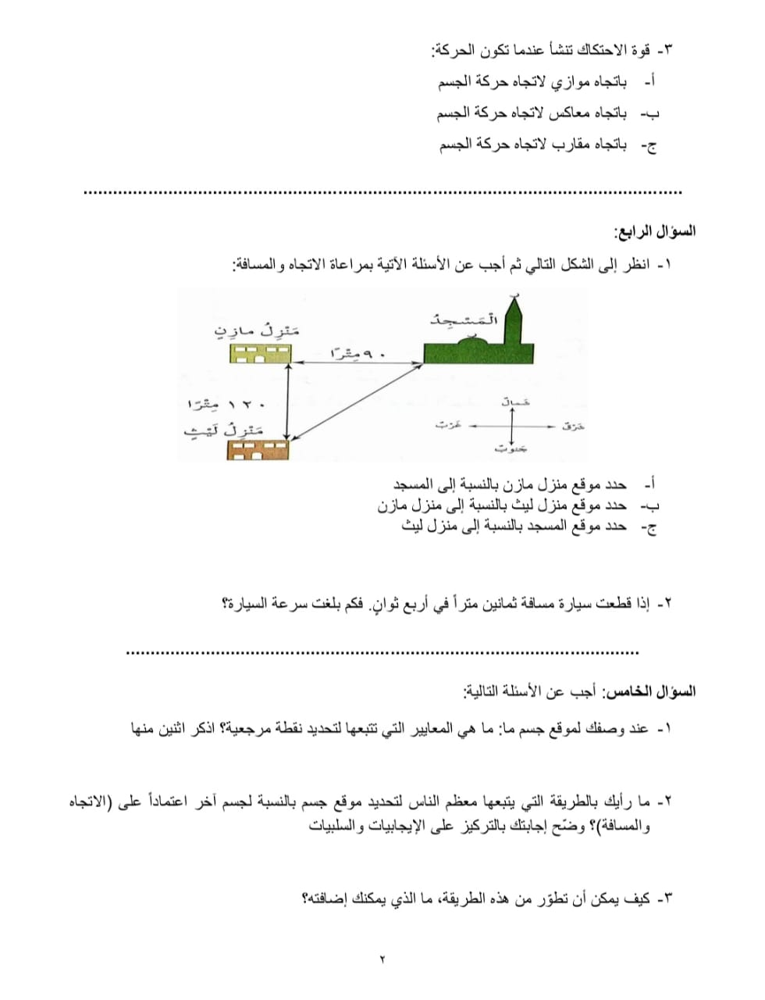 ٣- قوة الاحتكاك تنشأ عندما تكون الحركة:
أ- باتجاه موازي لاتجاه حركة الجسم
ب- باتجاه معاكس لاتجاه حركة الجسم
ج- باتجاه مقارب لاتجاه حركة الجسم
السؤال الرابع:
١- انظر إلى الشكل التالي ثم أجب عن الأسئلة الآتية بمراعاة الاتجاه والمسافة:
الْمَسْجِدُ
مَنْزِلُ مازِنٍ
٩٠ مِتْرًا
١٢٠ مِتْرًا
مَنْزِلُ لَيْثٍ
شمال
غرب
شرق
جنوب
أ- حدد موقع منزل مازن بالنسبة إلى المسجد
ب- حدد موقع منزل ليث بالنسبة إلى منزل مازن
ج- حدد موقع المسجد بالنسبة إلى منزل ليث
٢- إذا قطعت سيارة مسافة ثمانين متراً في أربع ثوانٍ. فكم بلغت سرعة السيارة؟
السؤال الخامس: أجب عن الأسئلة التالية:
١- عند وصفك لموقع جسم ما: ما هي المعايير التي تتبعها لتحديد نقطة مرجعية؟ اذكر اثنين منها
٢- ما رأيك بالطريقة التي يتبعها معظم الناس لتحديد موقع جسم بالنسبة لجسم آخر اعتماداً على (الاتجاه
والمسافة)؟ وضّح إجابتك بالتركيز على الإيجابيات والسلبيات
٣- كيف يمكن أن تطوّر من هذه الطريقة، ما الذي يمكنك إضافته؟
٢